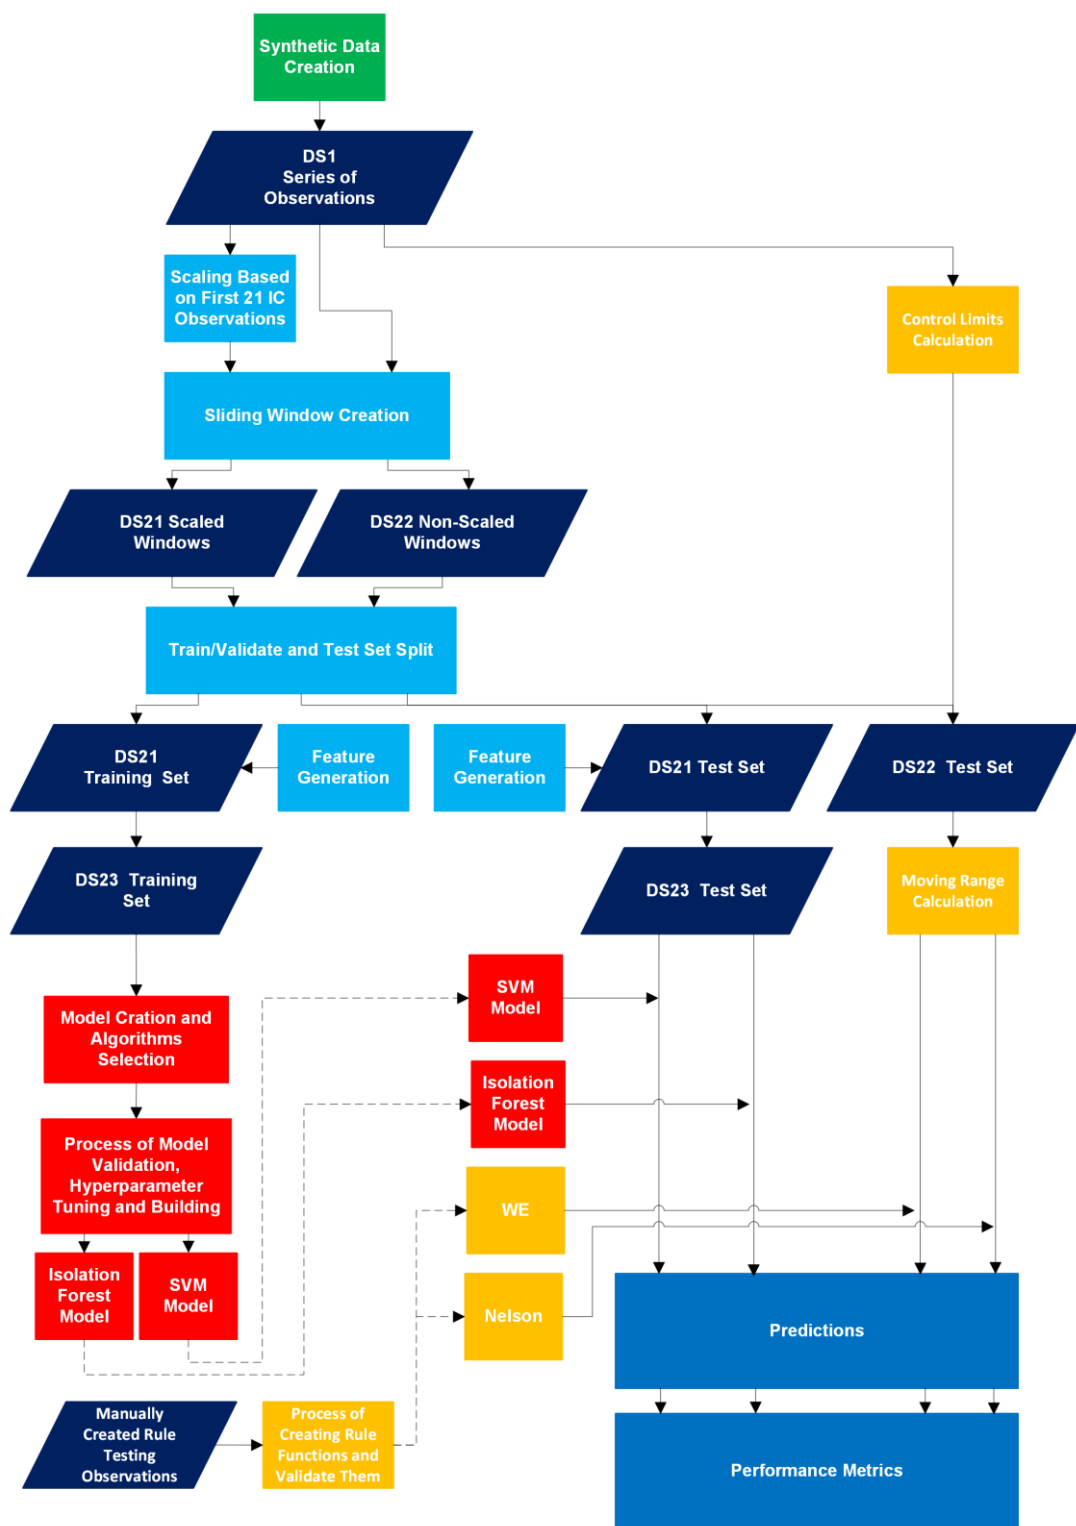 Synthetic Data
Creation
DS1
Series of
Observations
Scaling Based
on First 21 IC
Observations
Control Limits
Calculation
Sliding Window Creation
DS21 Scaled
Windows
DS22 Non-Scaled
Windows
Train/Validate and Test Set Split
DS21
Training Set
Feature
Generation
Feature
Generation
DS21 Test Set
DS22 Test Set
DS23 Training
Set
DS23 Test Set
Moving Range
Calculation
SVM
Model
Model Cration and
Algorithms
Selection
Isolation
Forest
Model
Process of Model
Validation,
Hyperparameter
Tuning and Building
WE
Isolation
Forest
Model
SVM
Model
Nelson
Predictions
Manually
Created Rule
Testing
Observations
Process of
Creating Rule
Functions and
Validate Them
Performance Metrics